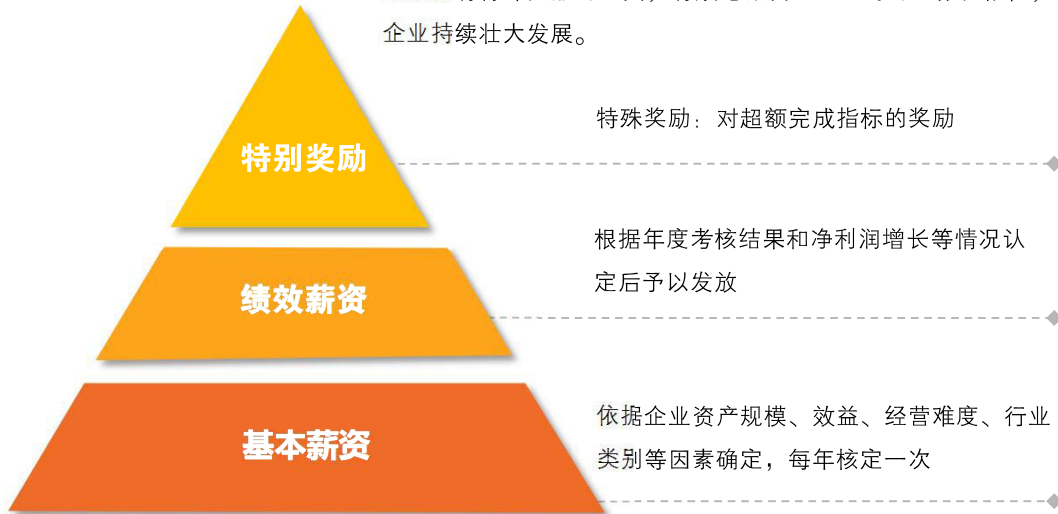 企业持续壮大发展。
特殊奖励：对超额完成指标的奖励
特别奖励
根据年度考核结果和净利润增长等情况认
定后予以发放
绩效薪资
依据企业资产规模、效益、经营难度、行业
类别等因素确定，每年核定一次
基本薪资